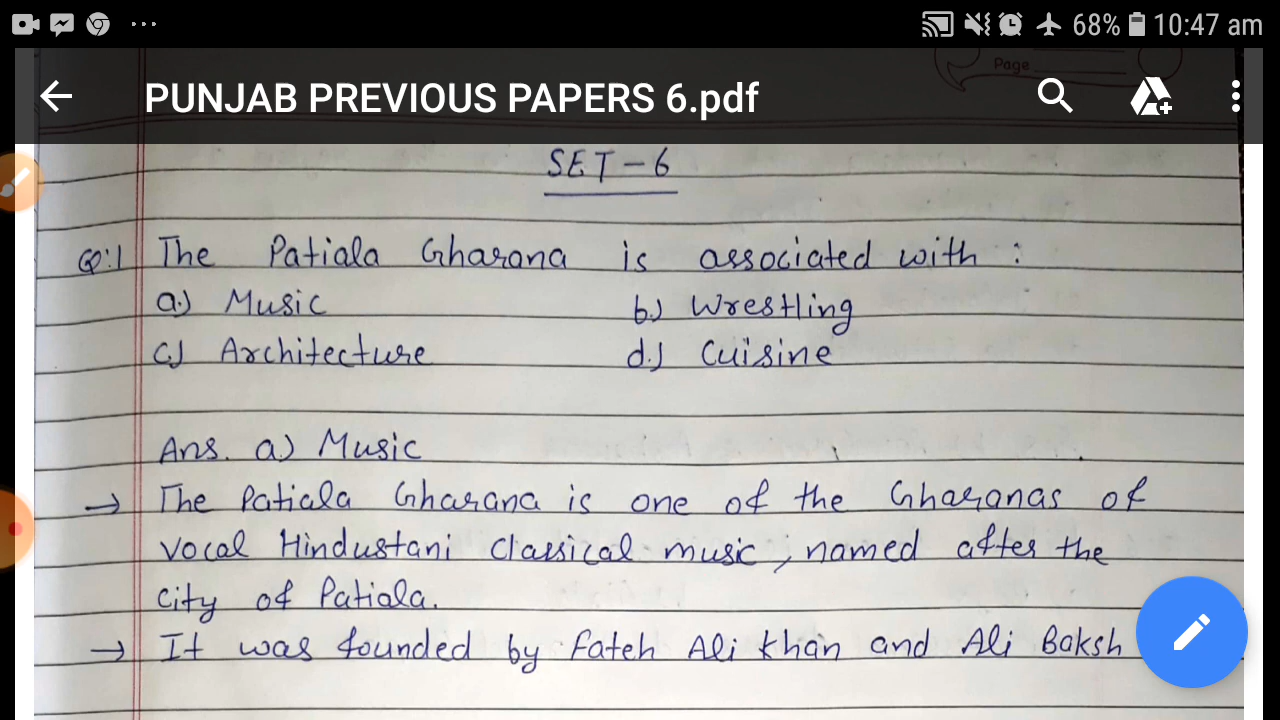 68% 10:47 am
Page
PUNJAB PREVIOUS PAPERS 6.pdf
SET-6
Q:1 The Patiala Gharana is associated with :
a.) Music b.) Wrestling
c.) Architecture d.) Cuisine
Ans. a.) Music
→ The Patiala Gharana is one of the Gharanas of
vocal Hindustani classical music, named after the
city of Patiala.
→ It was founded by Fateh Ali Khan and Ali Baksh